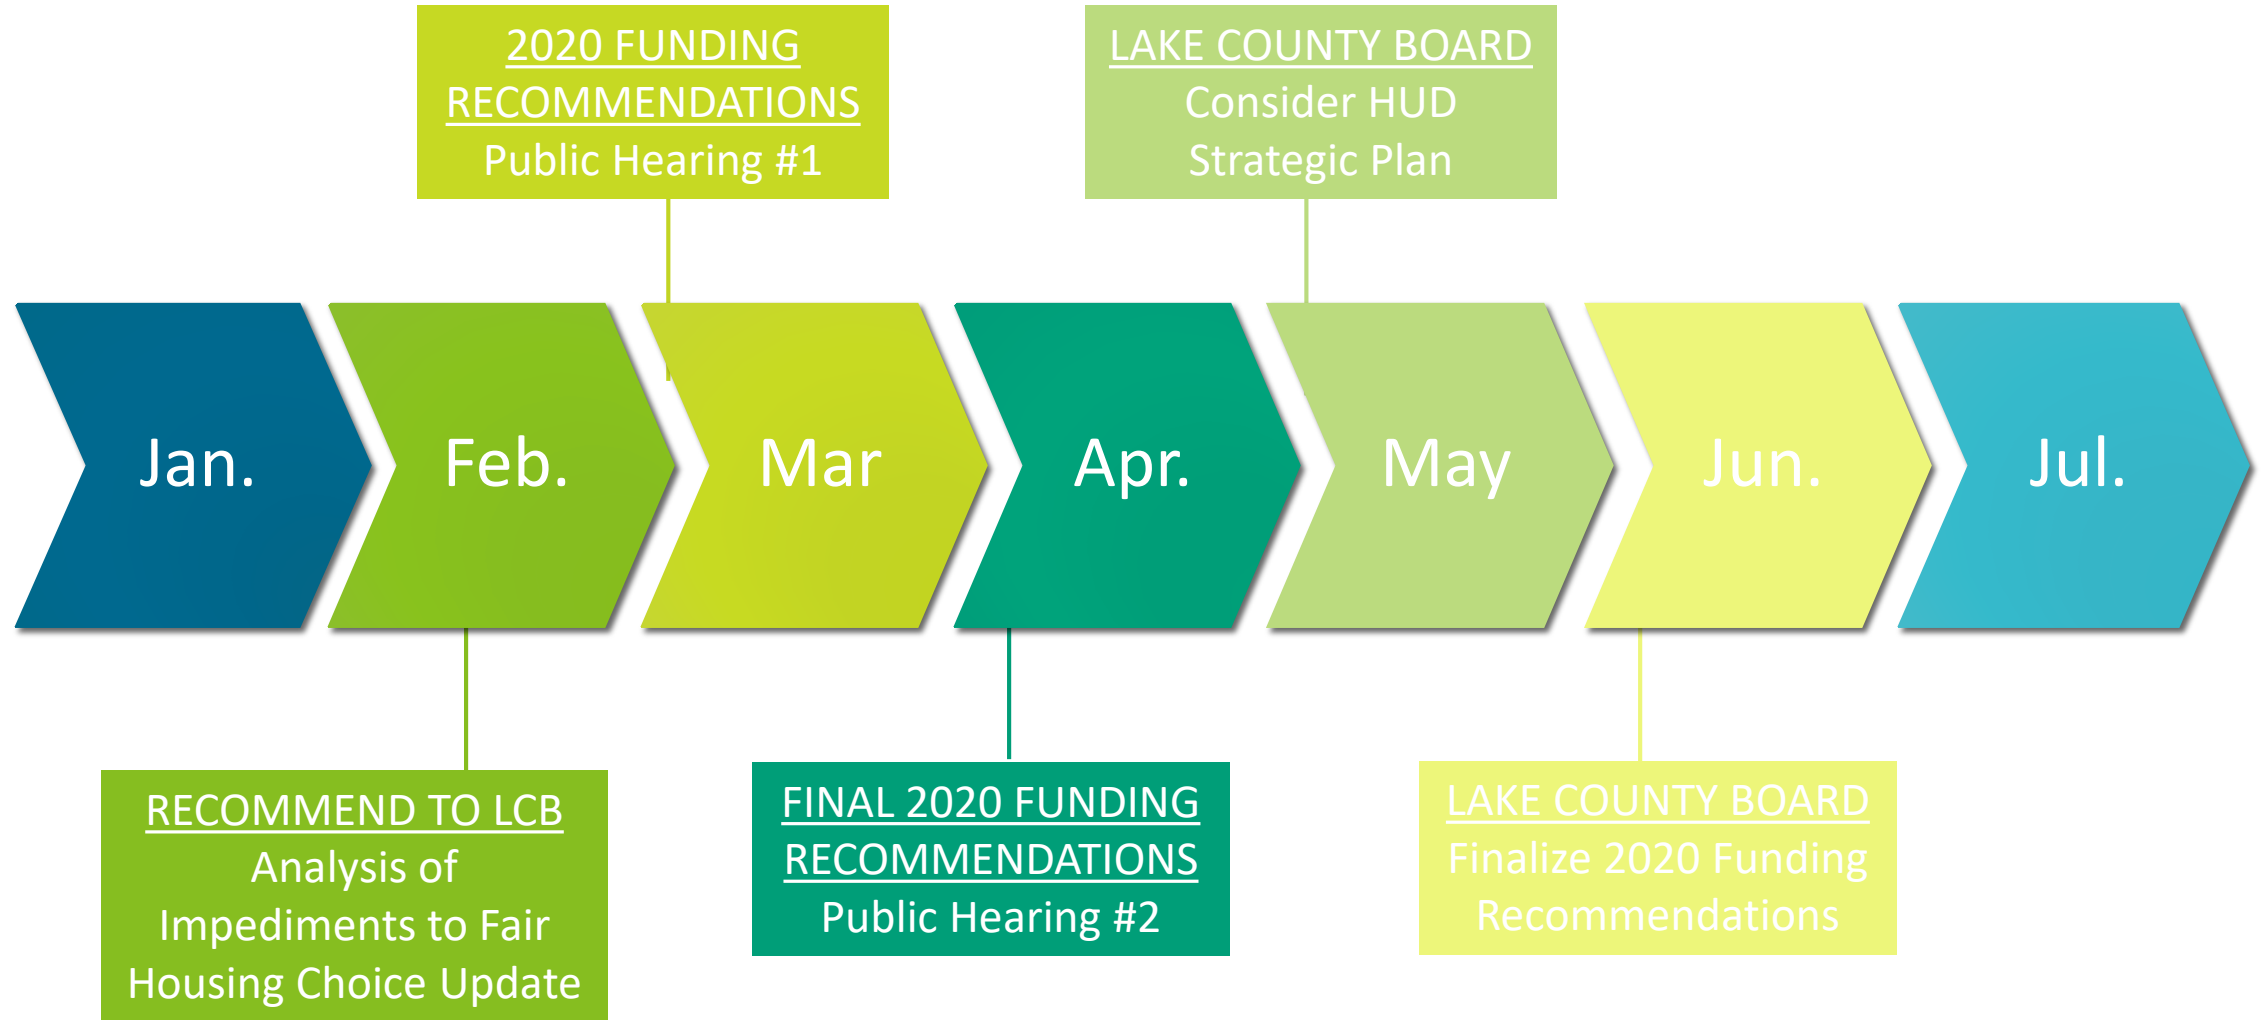 2020 FUNDING
RECOMMENDATIONS
Public Hearing #1
LAKE COUNTY BOARD
Consider HUD
Strategic Plan
Jan.
Feb.
Mar
Apr.
May
Jun.
Jul.
RECOMMEND TO LCB
Analysis of
Impediments to Fair
Housing Choice Update
FINAL 2020 FUNDING
RECOMMENDATIONS
Public Hearing #2
LAKE COUNTY BOARD
Finalize 2020 Funding
Recommendations